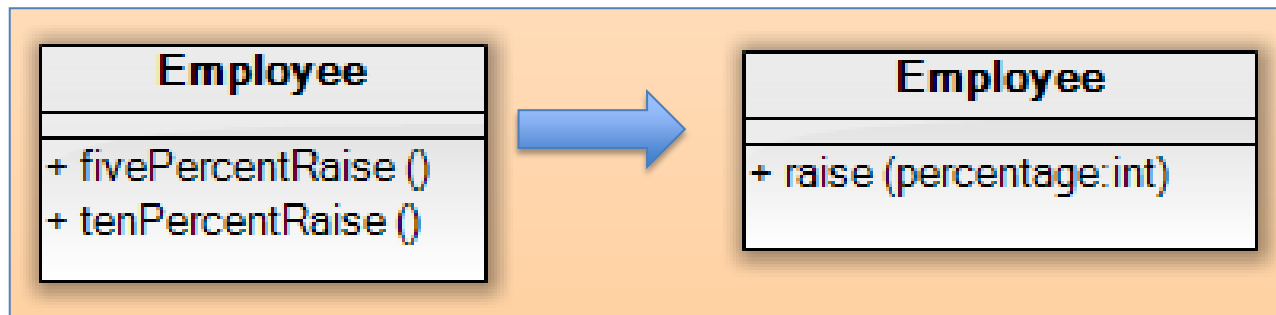 Employee
+ fivePercentRaise ()
+ tenPercentRaise ()
Employee
+ raise (percentage:int)